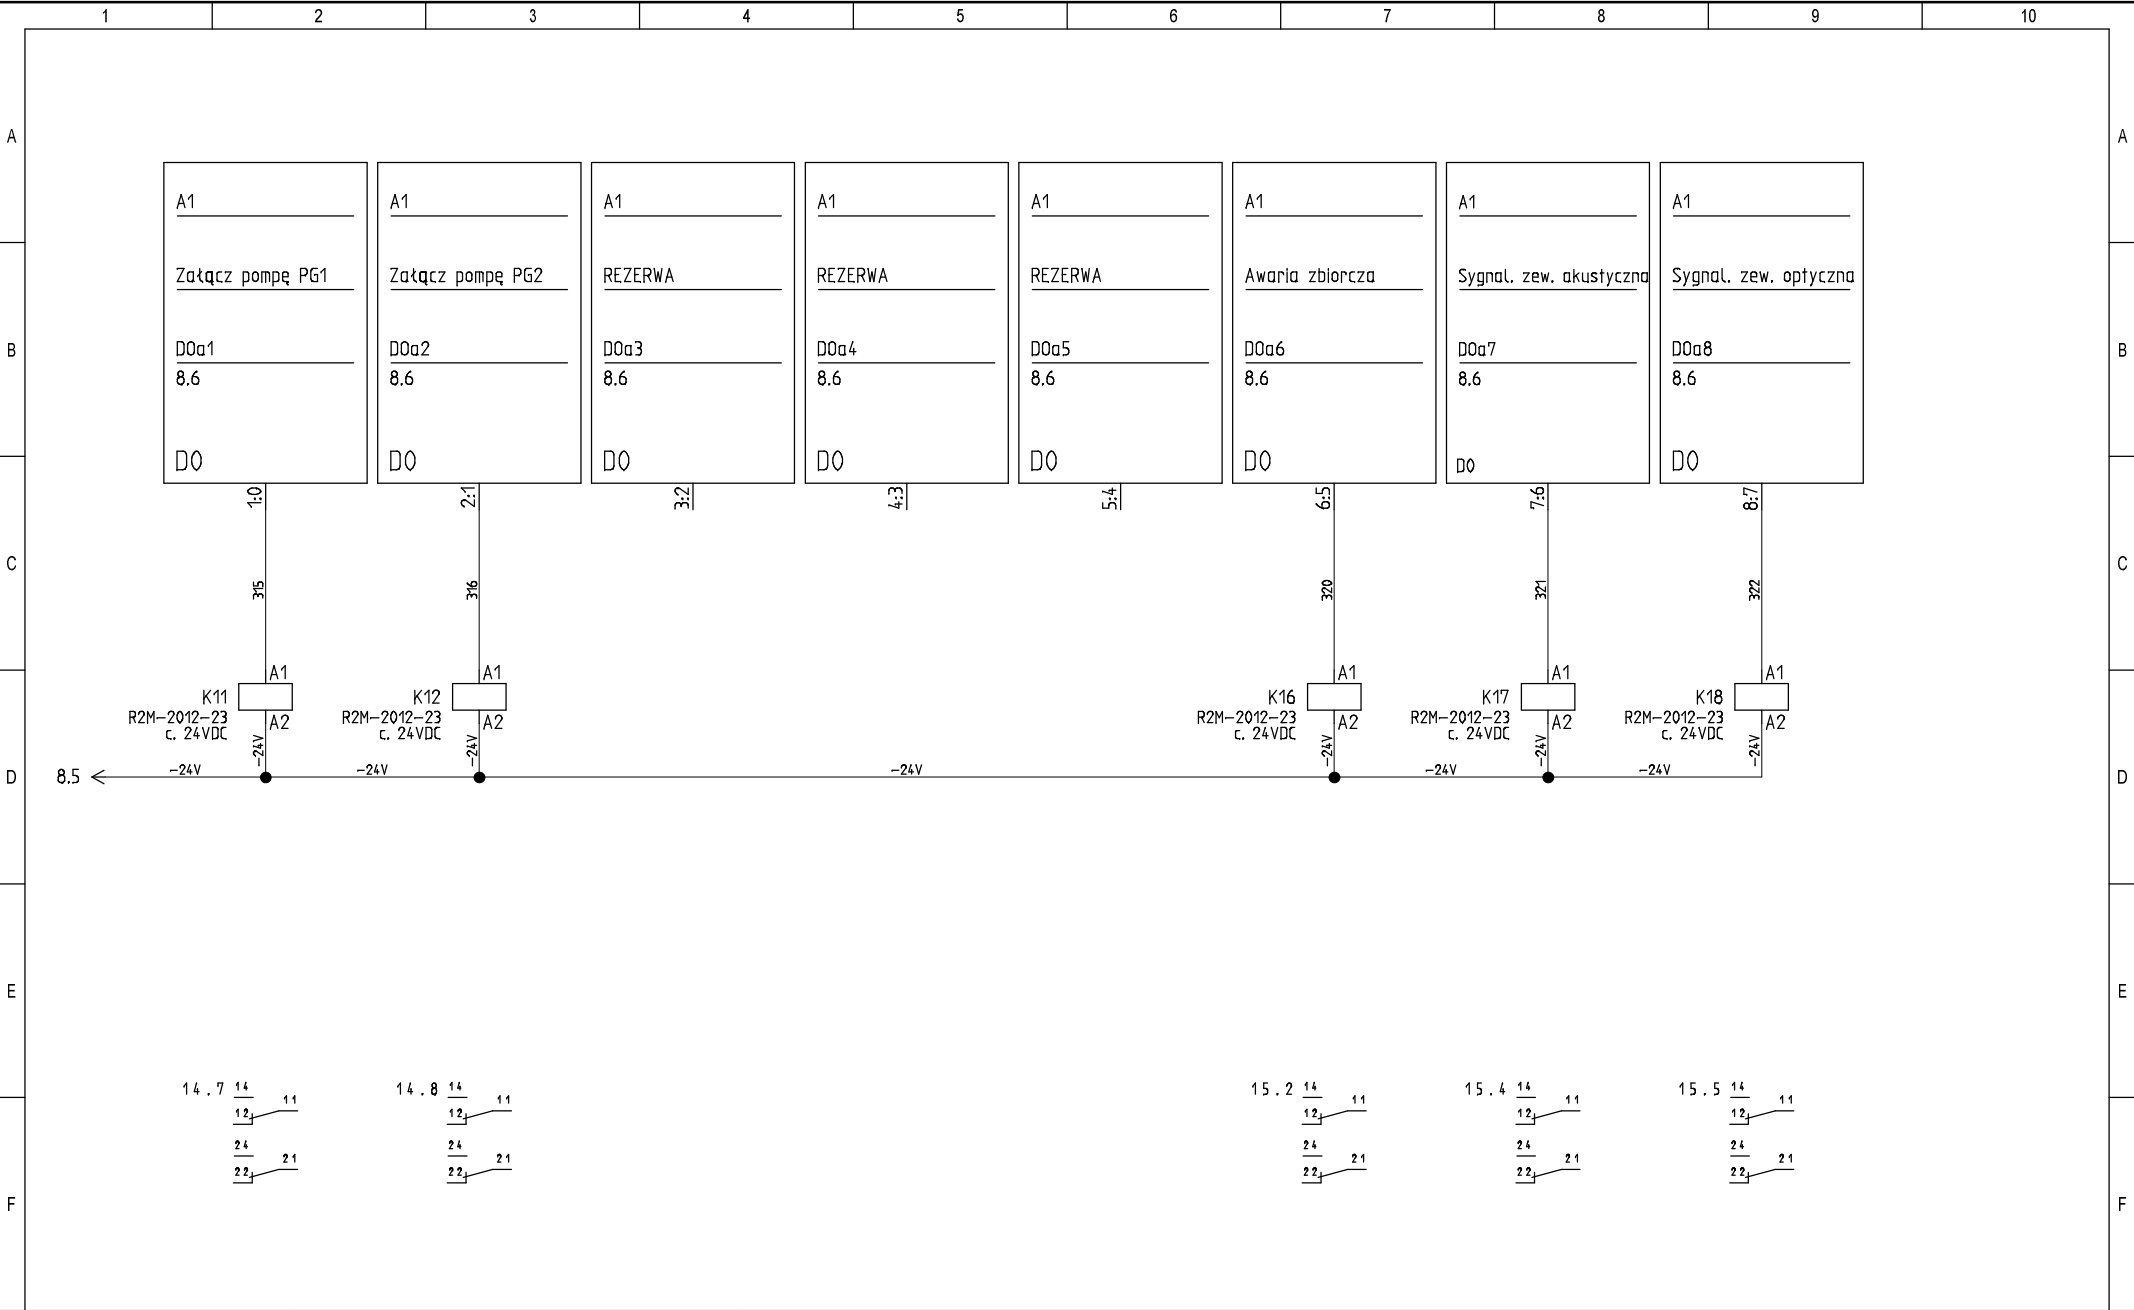 1 2 3 4 5 6 7 8 9 10
A A
A1 A1 A1 A1 A1 A1 A1 A1
Załącz pompę PG1 Załącz pompę PG2 REZERWA REZERWA REZERWA Awaria zbiorcza Sygnal. zew. akustyczna Sygnal. zew. optyczna
B DOa1 DOa2 DOa3 DOa4 DOa5 DOa6 DOa7 DOa8 B
8.6 8.6 8.6 8.6 8.6 8.6 8.6 8.6
DO DO DO DO DO DO DO DO
1:0 2:1 3:2 4:3 5:4 6:5 7:6 8:7
C C
315 316 320 321 322
A1 A1 A1 A1 A1
K11 K12 K16 K17 K18
R2M-2012-23 R2M-2012-23 R2M-2012-23 R2M-2012-23 R2M-2012-23
A2 A2 A2 A2 A2
c. 24VDC c. 24VDC c. 24VDC c. 24VDC c. 24VDC
-24V -24V -24V -24V -24V
D 8.5 -24V -24V -24V -24V -24V D
E E
14.7 14 14.8 14 15.2 14 15.4 14 15.5 14
11 11 11 11 11
12 12 12 12 12
24 24 24 24 24
21 21 21 21 21
22 22 22 22 22
F F